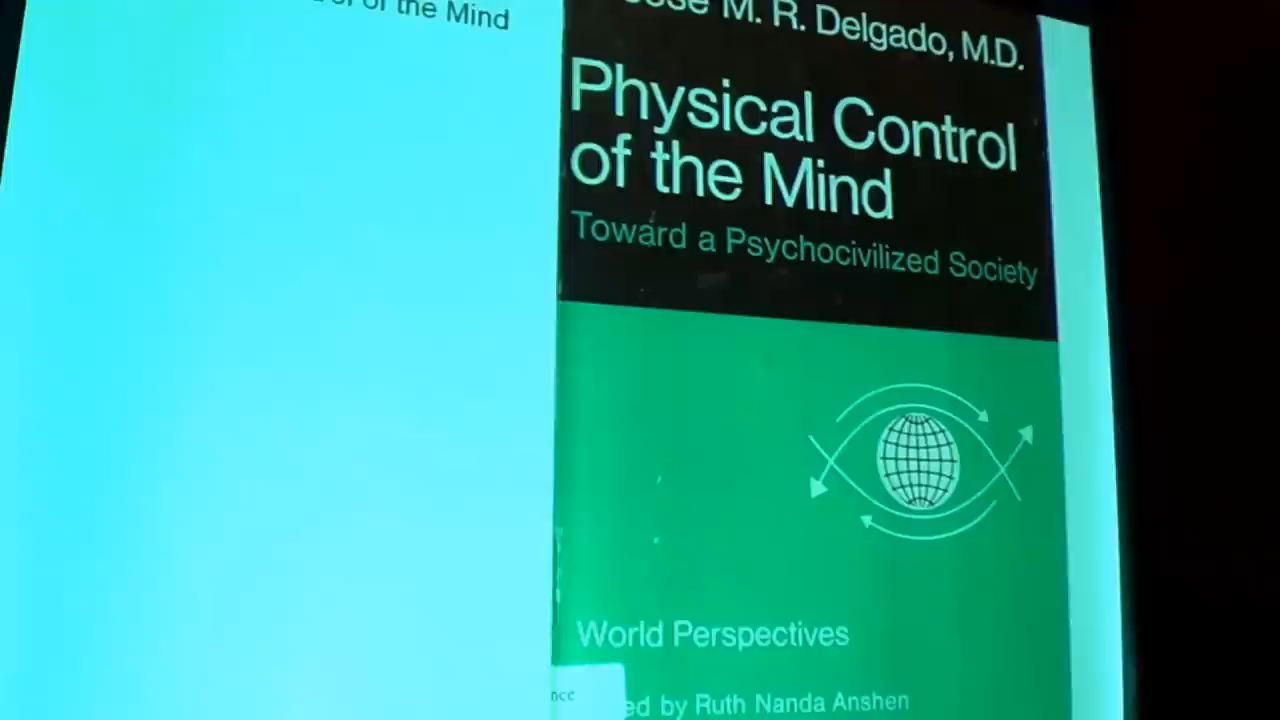 of the Mind
M. R. Delgado, M.D.
Physical Control
of the Mind
Toward a Psychocivilized Society
World Perspectives
by Ruth Nanda Anshen